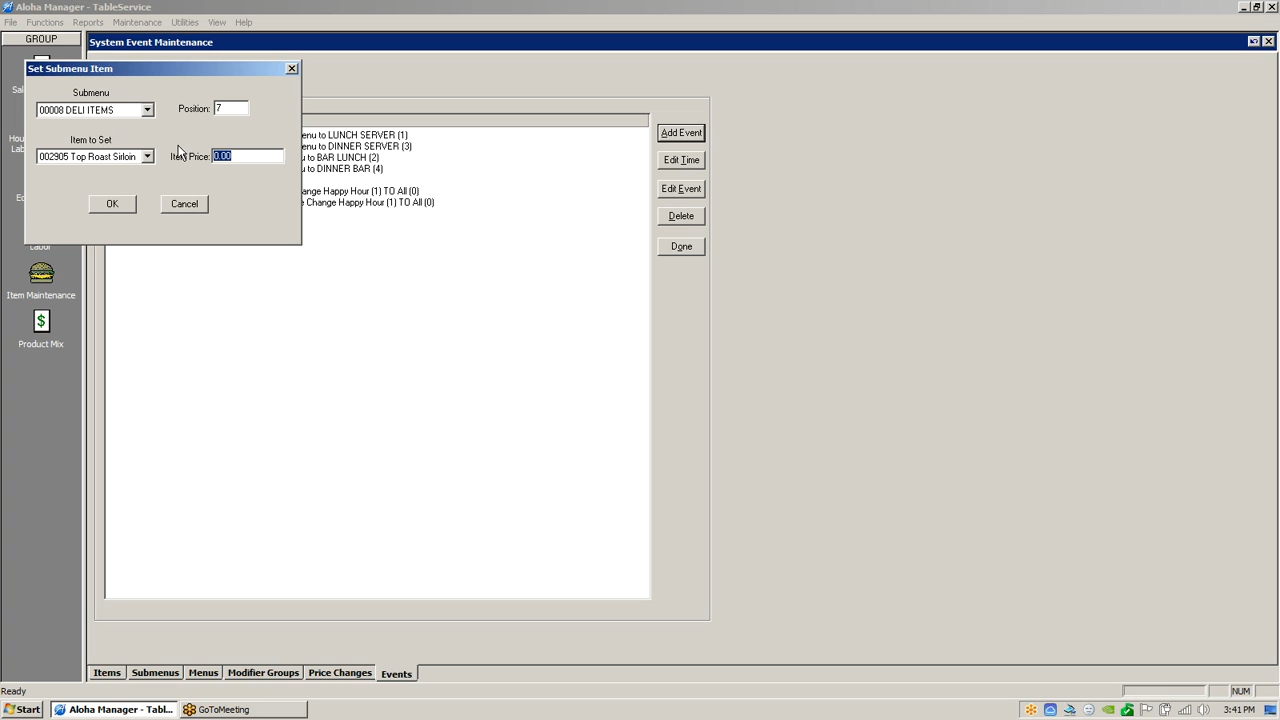 Aloha Manager - TableService
File Functions Reports Maintenance Utilities View Help
GROUP
System Event Maintenance
Set Submenu Item
Submenu
00008 DELI ITEMS
Position: 7
Item to Set
002905 Top Roast Sirloin
Item Price: 0.00
OK Cancel
enu to LUNCH SERVER (1)
enu to DINNER SERVER (3)
u to BAR LUNCH (2)
u to DINNER BAR (4)
ange Happy Hour (1) TO All (0)
e Change Happy Hour (1) TO All (0)
Add Event
Edit Time
Edit Event
Delete
Done
Sal
Hou
Lab
Labor
Item Maintenance
Product Mix
Items Submenus Menus Modifier Groups Price Changes Events
Ready
NUM
Start
Aloha Manager - Tabl...
GoToMeeting
3:41 PM